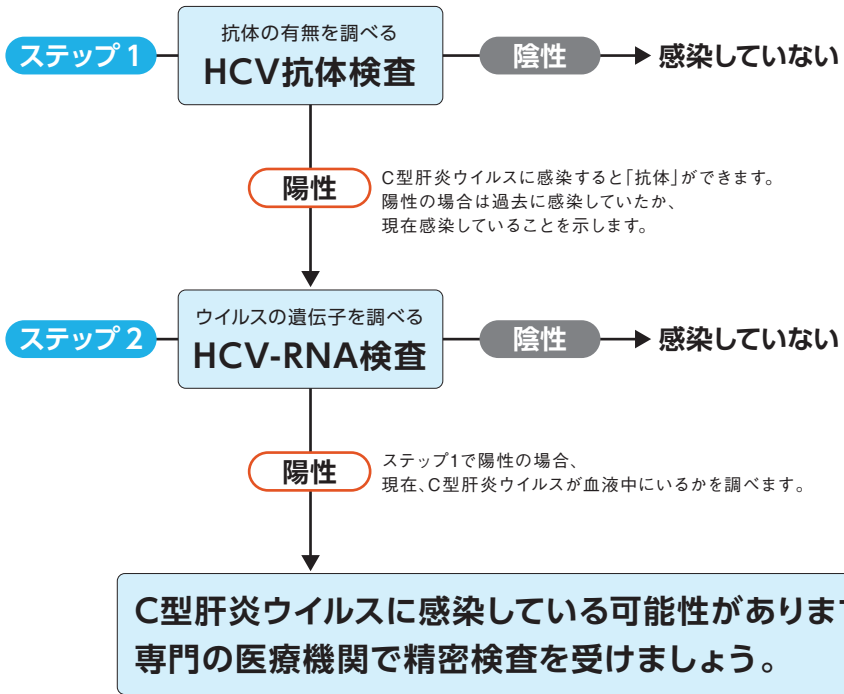 ステップ1
抗体の有無を調べる
HCV抗体検査
陰性
感染していない
陽性
C型肝炎ウイルスに感染すると「抗体」ができます。
陽性の場合は過去に感染していたか、
現在感染していることを示します。
ステップ2
ウイルスの遺伝子を調べる
HCV-RNA検査
陰性
感染していない
陽性
ステップ1で陽性の場合、
現在、C型肝炎ウイルスが血液中にいるかを調べます。
C型肝炎ウイルスに感染している可能性があります
専門の医療機関で精密検査を受けましょう。